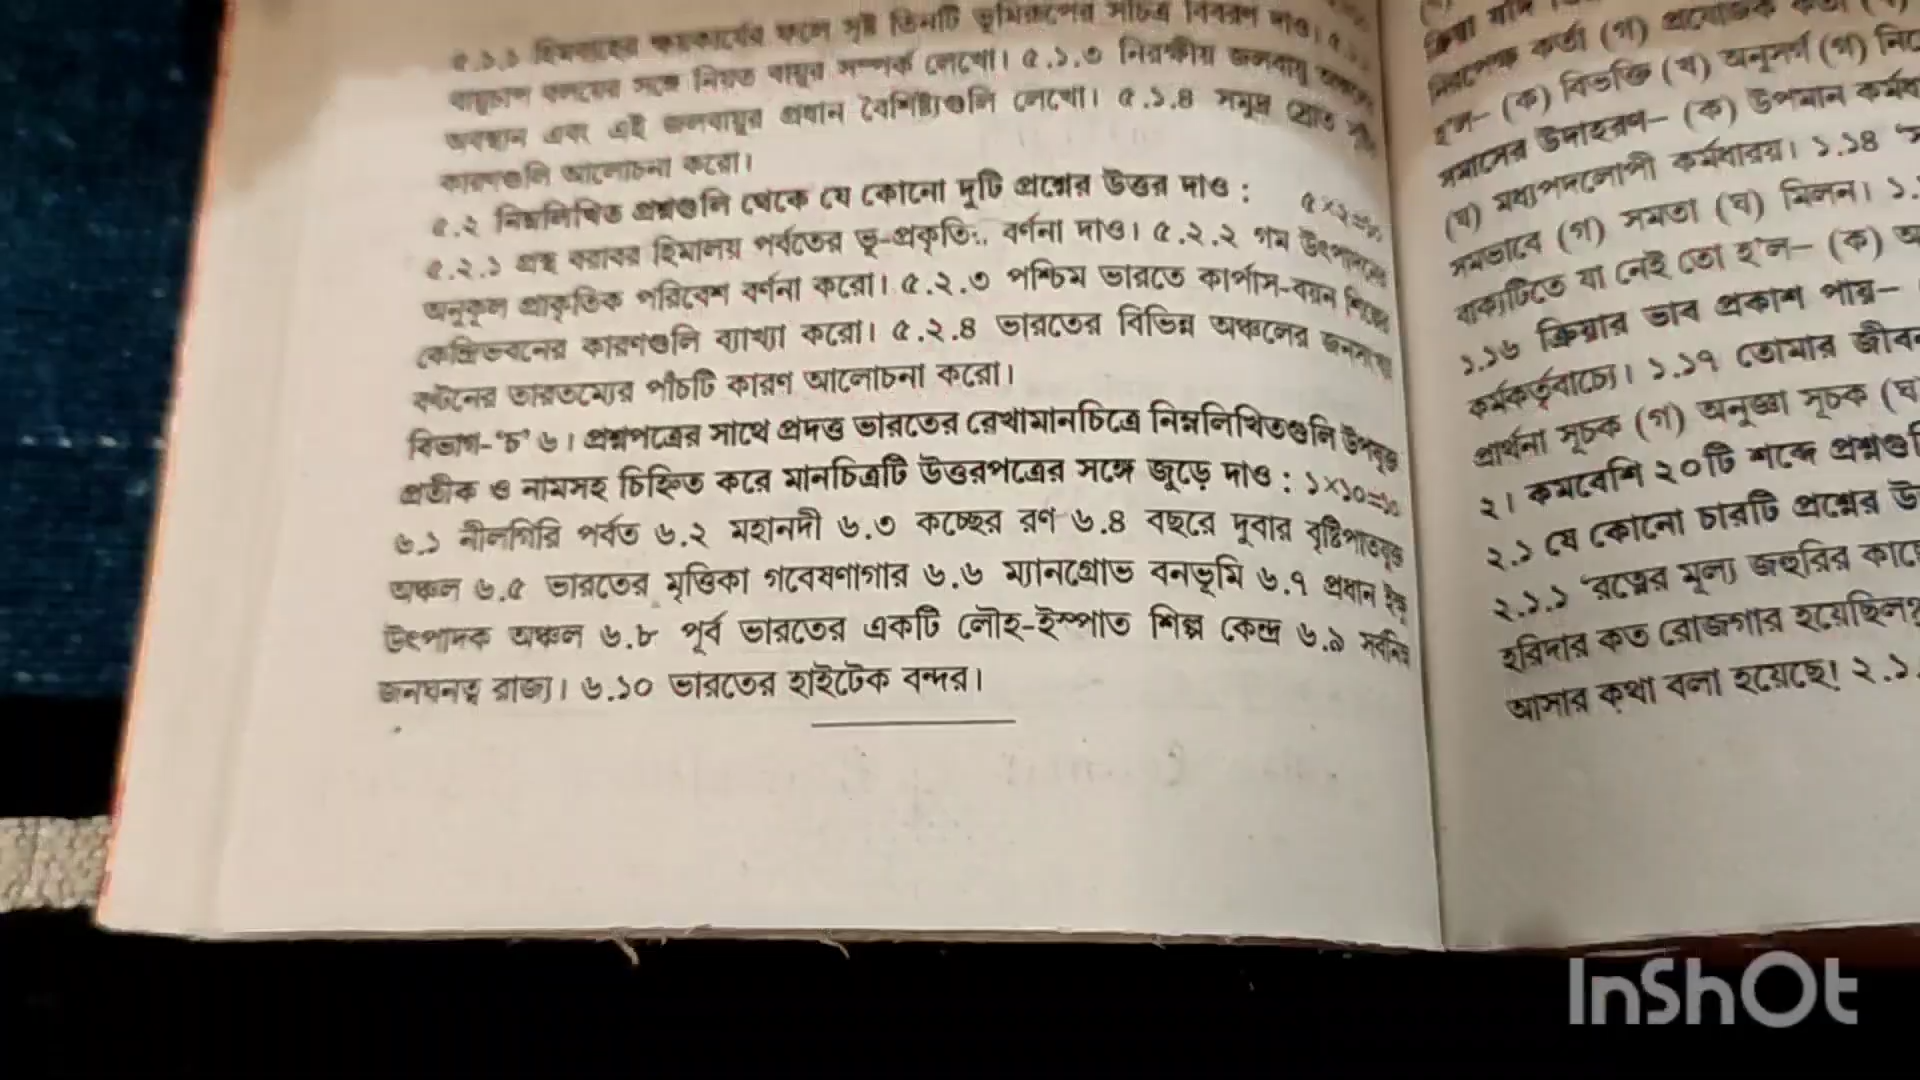 ৫.১.১ হিমবাহের ক্ষয়কার্যের ফলে সৃষ্ট তিনটি ভূমিরূপের সচিত্র বিবরণ দাও।
বায়ুচাপ বলয়ের সঙ্গে নিয়ত বায়ুর সম্পর্ক লেখো। ৫.১.৩ নিরক্ষীয় জলবায়ু
অবস্থান এবং এই জলবায়ুর প্রধান বৈশিষ্ট্যগুলি লেখো। ৫.১.৪ সমুদ্র স্রোত
কারণগুলি আলোচনা করো।
৫.২ নিম্নলিখিত প্রশ্নগুলি থেকে যে কোনো দুটি প্রশ্নের উত্তর দাও : ৫×২=১০
৫.২.১ প্রস্থ বরাবর হিমালয় পর্বতের ভূ-প্রকৃতির বর্ণনা দাও। ৫.২.২ গম উৎপাদনের
অনুকূল প্রাকৃতিক পরিবেশ বর্ণনা করো। ৫.২.৩ পশ্চিম ভারতে কার্পাস-বয়ন শিল্পের
কেন্দ্রিভবনের কারণগুলি ব্যাখ্যা করো। ৫.২.৪ ভারতের বিভিন্ন অঞ্চলের জনসংখ্যা
বণ্টনের তারতম্যের পাঁচটি কারণ আলোচনা করো।
বিভাগ-‘চ’ ৬। প্রশ্নপত্রের সাথে প্রদত্ত ভারতের রেখামানচিত্রে নিম্নলিখিতগুলি উপযুক্ত
প্রতীক ও নামসহ চিহ্নিত করে মানচিত্রটি উত্তরপত্রের সঙ্গে জুড়ে দাও : ১×১০=১০
৬.১ নীলগিরি পর্বত ৬.২ মহানদী ৬.৩ কচ্ছের রণ ৬.৪ বছরে দুবার বৃষ্টিপাতযুক্ত
অঞ্চল ৬.৫ ভারতের মৃত্তিকা গবেষণাগার ৬.৬ ম্যানগ্রোভ বনভূমি ৬.৭ প্রধান ইক্ষু
উৎপাদক অঞ্চল ৬.৮ পূর্ব ভারতের একটি লৌহ-ইস্পাত শিল্প কেন্দ্র ৬.৯ সর্বনিম্ন
জনঘনত্ব রাজ্য। ৬.১০ ভারতের হাইটেক বন্দর।
নিরপেক্ষ কর্তা (গ) প্রযোজক কর্তা
হ'ল– (ক) বিভক্তি (খ) অনুসর্গ (গ)
সমাসের উদাহরণ– (ক) উপমান কর্মধা
(ঘ) মধ্যপদলোপী কর্মধারয়। ১.১৪
সমভাবে (গ) সমতা (ঘ) মিলন। ১.
বাক্যটিতে যা নেই তো হ'ল– (ক)
১.১৬ ক্রিয়ার ভাব প্রকাশ পায়–
কর্মকর্তৃবাচ্যে। ১.১৭ তোমার জীবন
প্রার্থনা সূচক (গ) অনুজ্ঞা সূচক (ঘ)
২। কমবেশি ২০টি শব্দে প্রশ্নগুলি
২.১ যে কোনো চারটি প্রশ্নের উ
২.১.১ ‘রত্নের মূল্য জহুরির কাছে
হরিদার কত রোজগার হয়েছিল?
আসার কথা বলা হয়েছে! ২.১.
InShOt